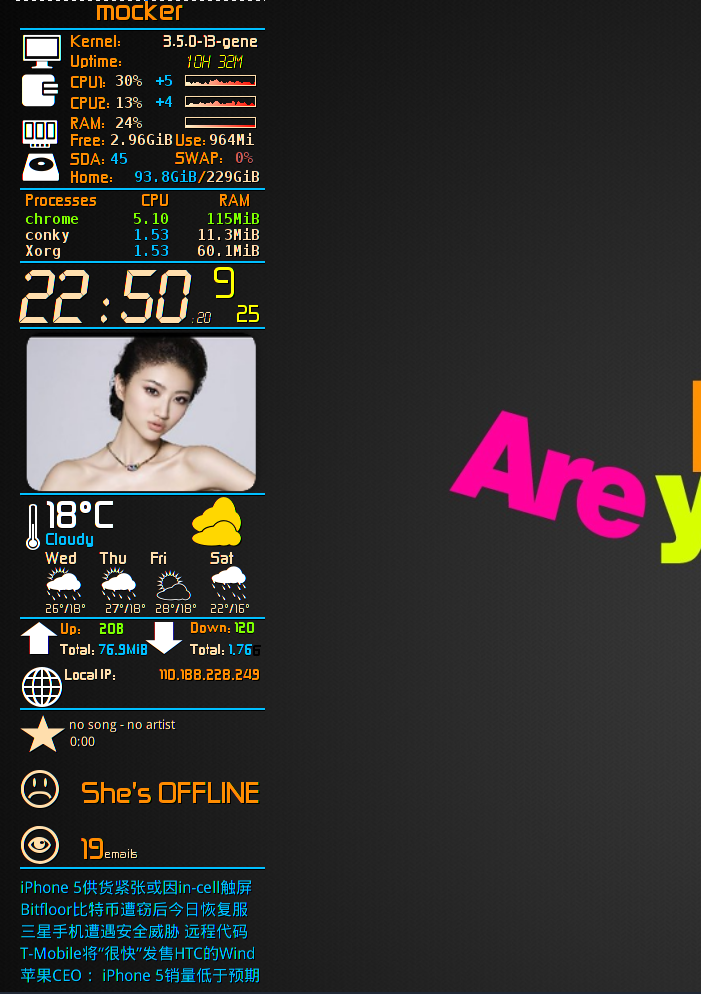 mocker
Kernel: 3.5.0-13-gene
Uptime: 10H 32M
CPU1: 30% +5
CPU2: 13% +4
RAM: 24%
Free: 2.96GiB Use: 964Mi
SDA: 45 SWAP: 0%
Home: 93.8GiB/229GiB
Processes CPU RAM
chrome 5.10 115MiB
conky 1.53 11.3MiB
Xorg 1.53 60.1MiB
22:50:20 9 25
18°C
Cloudy
Wed Thu Fri Sat
26°/18° 27°/18° 28°/18° 22°/16°
Up: 20B Down: 120
Total: 76.9MiB Total: 1.76G
Local IP: 110.188.228.249
no song - no artist
0:00
She's OFFLINE
19 emails
iPhone 5供货紧张或因in-cell触屏
Bitfloor比特币遭窃后今日恢复服
三星手机遭遇安全威胁 远程代码
T-Mobile将“很快”发售HTC的Wind
苹果CEO： iPhone 5销量低于预期
Are y